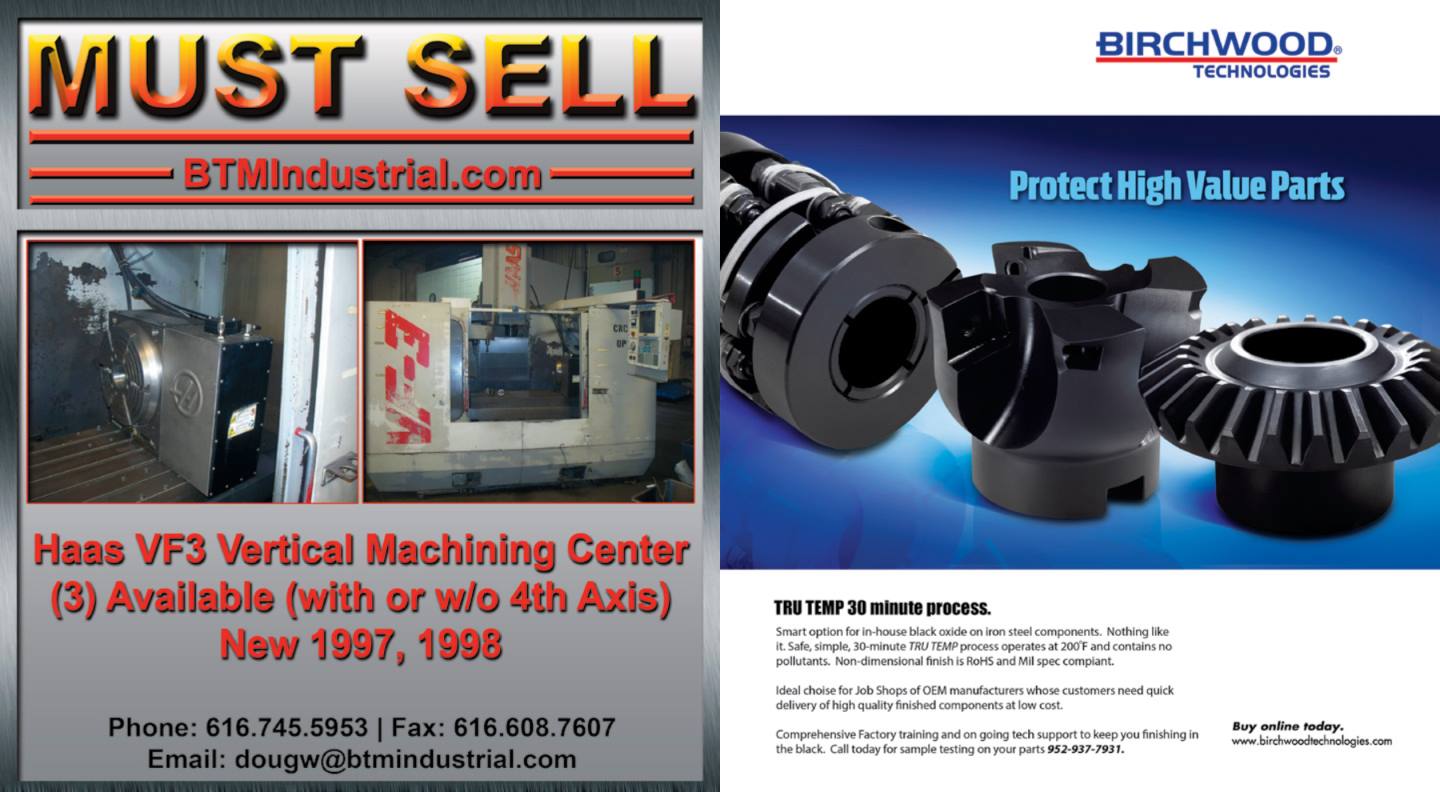 MUST SELL
BTMIndustrial.com
HAAS
5
VF-3
CNC
OP
Haas VF3 Vertical Machining Center
(3) Available (with or w/o 4th Axis)
New 1997, 1998
Phone: 616.745.5953 | Fax: 616.608.7607
Email: dougw@btmindustrial.com
BIRCHWOOD®
TECHNOLOGIES
Protect High Value Parts
TRU TEMP 30 minute process.
Smart option for in-house black oxide on iron steel components. Nothing like
it. Safe, simple, 30-minute TRU TEMP process operates at 200°F and contains no
pollutants. Non-dimensional finish is RoHS and Mil spec compiant.
Ideal choise for Job Shops of OEM manufacturers whose customers need quick
delivery of high quality finished components at low cost.
Comprehensive Factory training and on going tech support to keep you finishing in
the black. Call today for sample testing on your parts 952-937-7931.
Buy online today.
www.birchwoodtechnologies.com